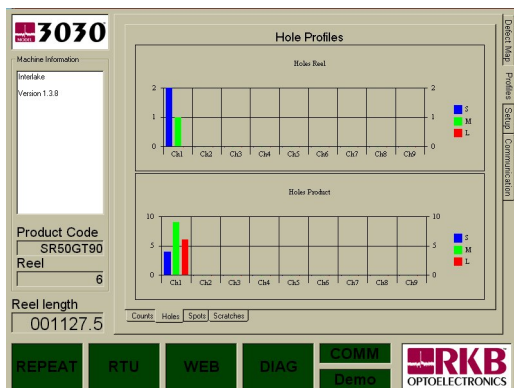 MODEL 3030
Machine Information
Interlake
Version 1.3.8
Product Code
SR50GT90
Reel
6
Reel length
001127.5
Hole Profiles
Holes Reel
2 2
1 1
0 0
Ch1 Ch2 Ch3 Ch4 Ch5 Ch6 Ch7 Ch8 Ch9
S
M
L
Holes Product
10 10
5 5
0 0
Ch1 Ch2 Ch3 Ch4 Ch5 Ch6 Ch7 Ch8 Ch9
S
M
L
Counts Holes Spots Scratches
Defect Map
Profiles
Setup
Communication
REPEAT RTU WEB DIAG COMM
Demo
RKB
OPTOELECTRONICS